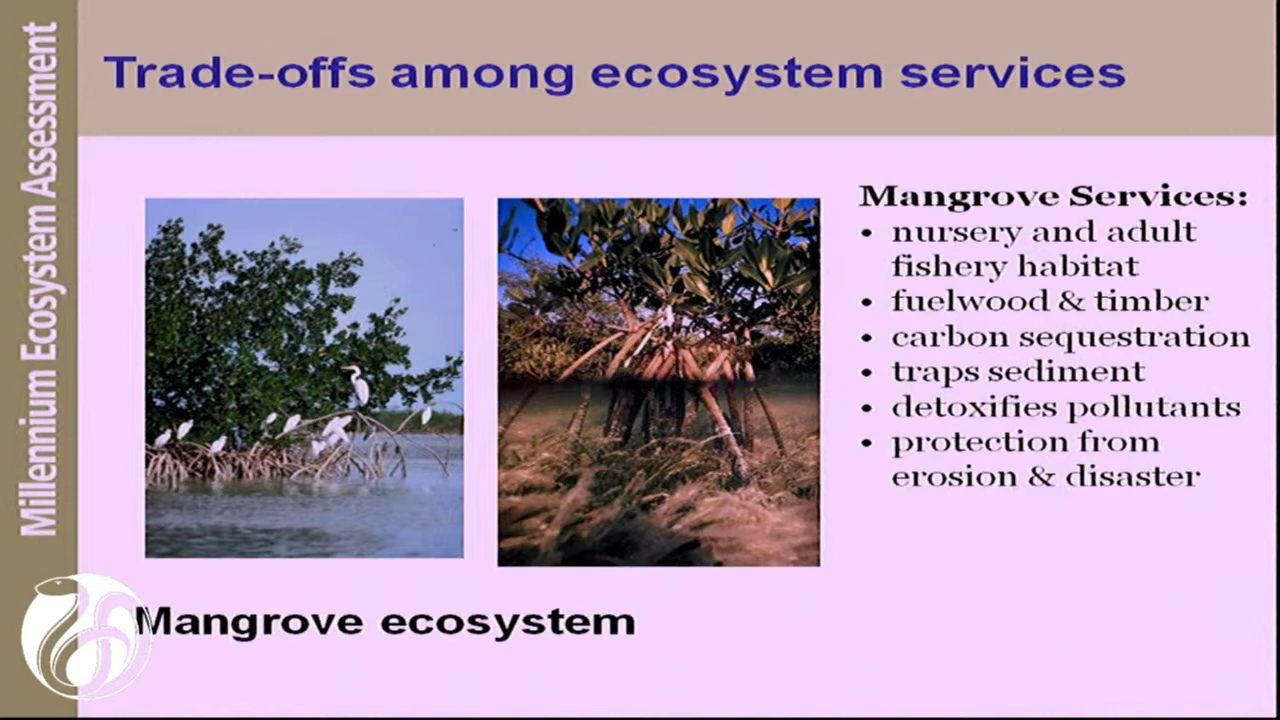 Millennium Ecosystem Assessment
Trade-offs among ecosystem services
Mangrove Services:
• nursery and adult
fishery habitat
• fuelwood & timber
• carbon sequestration
• traps sediment
• detoxifies pollutants
• protection from
erosion & disaster
Mangrove ecosystem